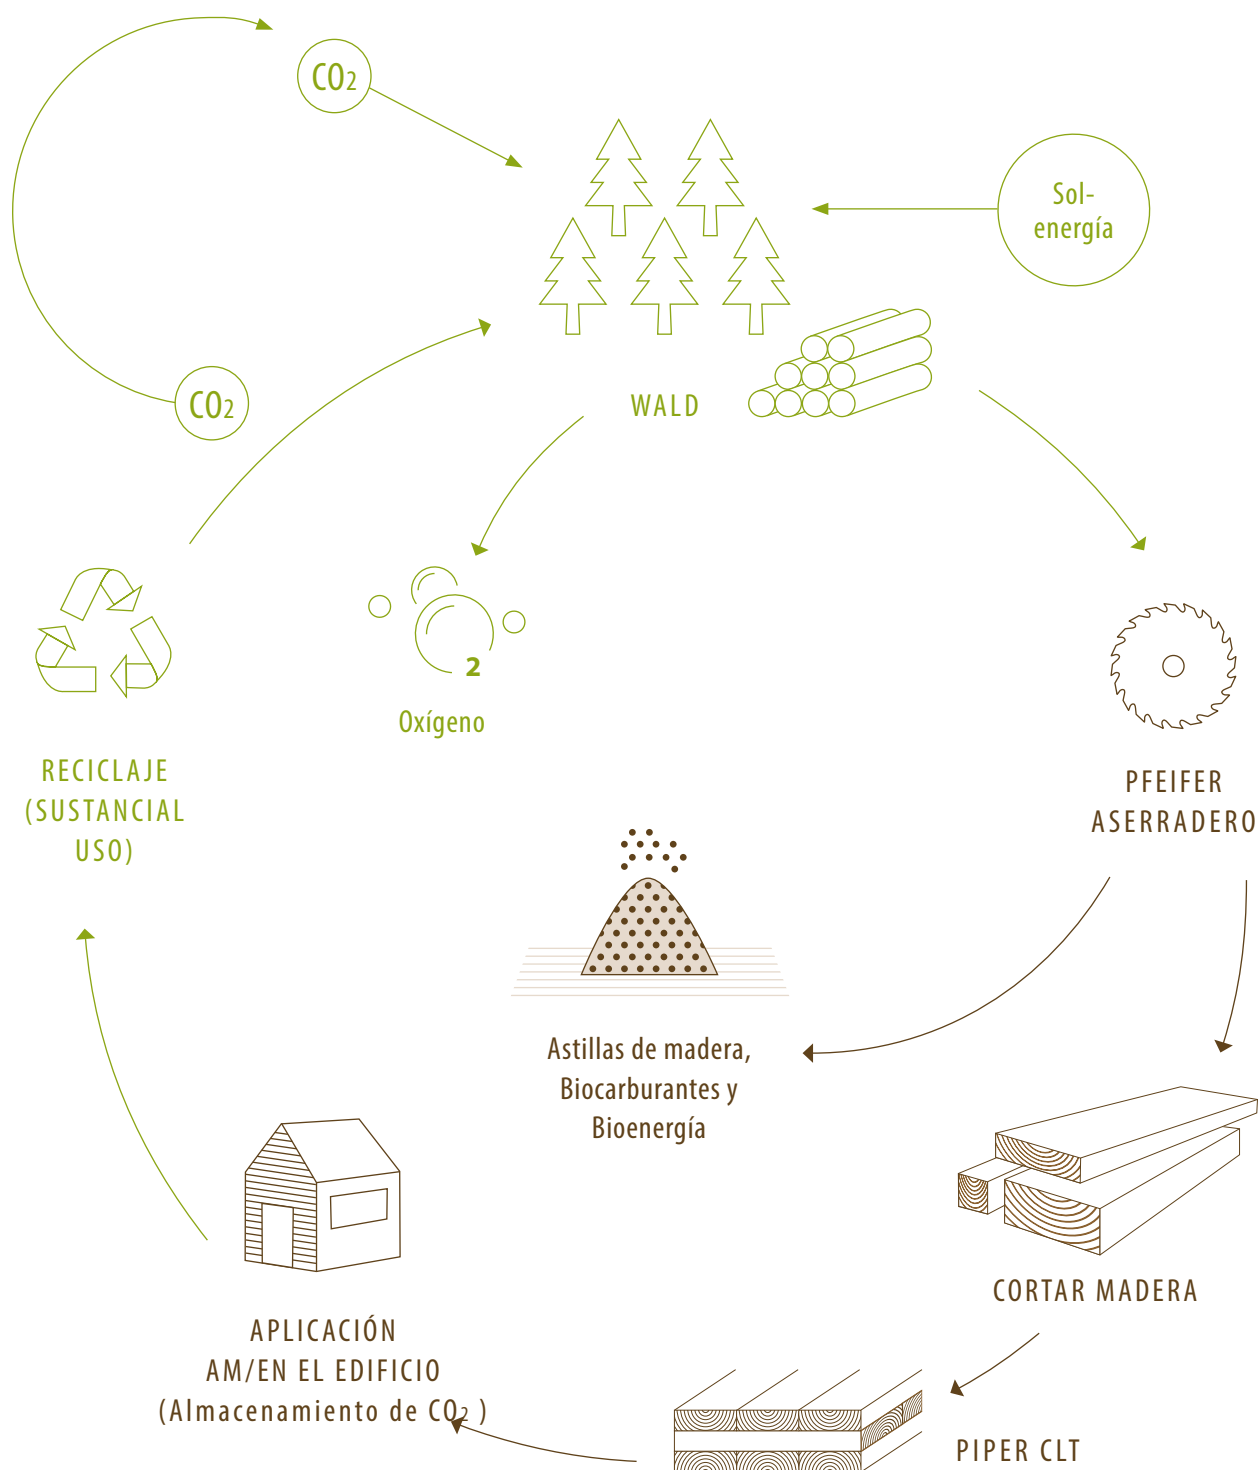 CO2
Sol-
energía
CO2
WALD
2
Oxígeno
RECICLAJE
(SUSTANCIAL
USO)
PFEIFER
ASERRADERO
Astillas de madera,
Biocarburantes y
Bioenergía
CORTAR MADERA
APLICACIÓN
AM/EN EL EDIFICIO
(Almacenamiento de CO2 )
PIPER CLT